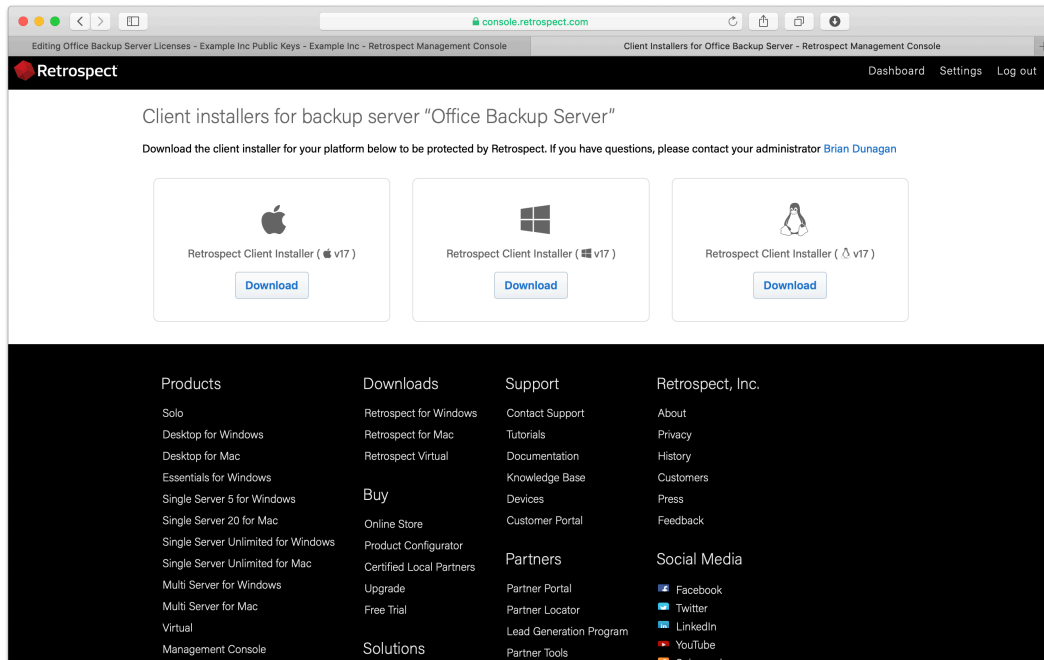 console.retrospect.com
Editing Office Backup Server Licenses - Example Inc Public Keys - Example Inc - Retrospect Management Console
Client Installers for Office Backup Server - Retrospect Management Console
Retrospect
Dashboard Settings Log out
Client installers for backup server “Office Backup Server”
Download the client installer for your platform below to be protected by Retrospect. If you have questions, please contact your administrator Brian Dunagan
Retrospect Client Installer ( v17 )
Download
Retrospect Client Installer ( v17 )
Download
Retrospect Client Installer ( v17 )
Download
Products
Solo
Desktop for Windows
Desktop for Mac
Essentials for Windows
Single Server 5 for Windows
Single Server 20 for Mac
Single Server Unlimited for Windows
Single Server Unlimited for Mac
Multi Server for Windows
Multi Server for Mac
Virtual
Management Console
Downloads
Retrospect for Windows
Retrospect for Mac
Retrospect Virtual
Buy
Online Store
Product Configurator
Certified Local Partners
Upgrade
Free Trial
Solutions
Support
Contact Support
Tutorials
Documentation
Knowledge Base
Devices
Customer Portal
Partners
Partner Portal
Partner Locator
Lead Generation Program
Partner Tools
Retrospect, Inc.
About
Privacy
History
Customers
Press
Feedback
Social Media
Facebook
Twitter
LinkedIn
YouTube